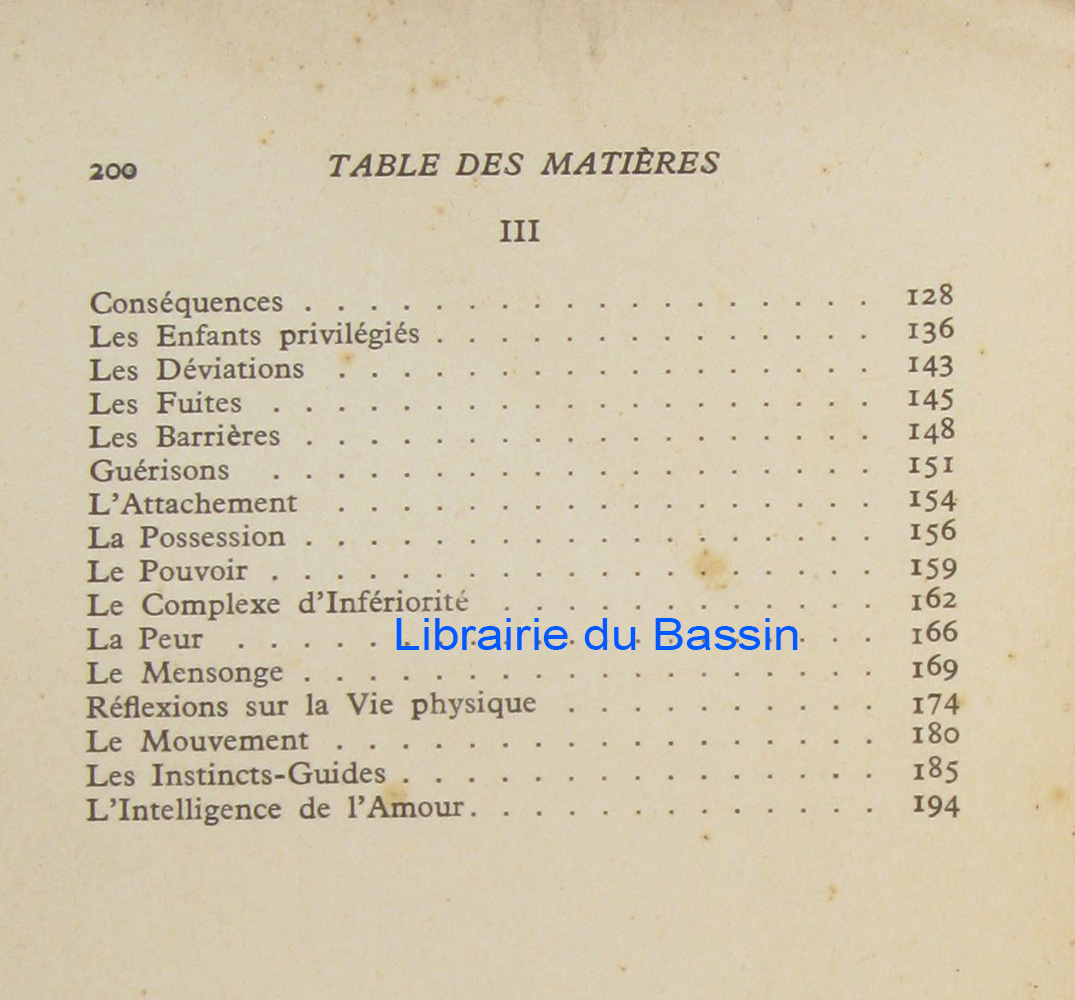 200 TABLE DES MATIÈRES
III
Conséquences . . . . . . . . . . . . . . . . . . 128
Les Enfants privilégiés . . . . . . . . . . . . . . 136
Les Déviations . . . . . . . . . . . . . . . . . 143
Les Fuites . . . . . . . . . . . . . . . . . . . 145
Les Barrières . . . . . . . . . . . . . . . . . . 148
Guérisons . . . . . . . . . . . . . . . . . . . 151
L'Attachement . . . . . . . . . . . . . . . . . 154
La Possession . . . . . . . . . . . . . . . . . . 156
Le Pouvoir . . . . . . . . . . . . . . . . . . . 159
Le Complexe d'Infériorité . . . . . . . . . . . . 162
La Peur . . . . . . . . . . . . . . . . . . . . 166
Librairie du Bassin
Le Mensonge . . . . . . . . . . . . . . . . . . 169
Réflexions sur la Vie physique . . . . . . . . . . 174
Le Mouvement . . . . . . . . . . . . . . . . . 180
Les Instincts-Guides . . . . . . . . . . . . . . . 185
L'Intelligence de l'Amour . . . . . . . . . . . . . 194